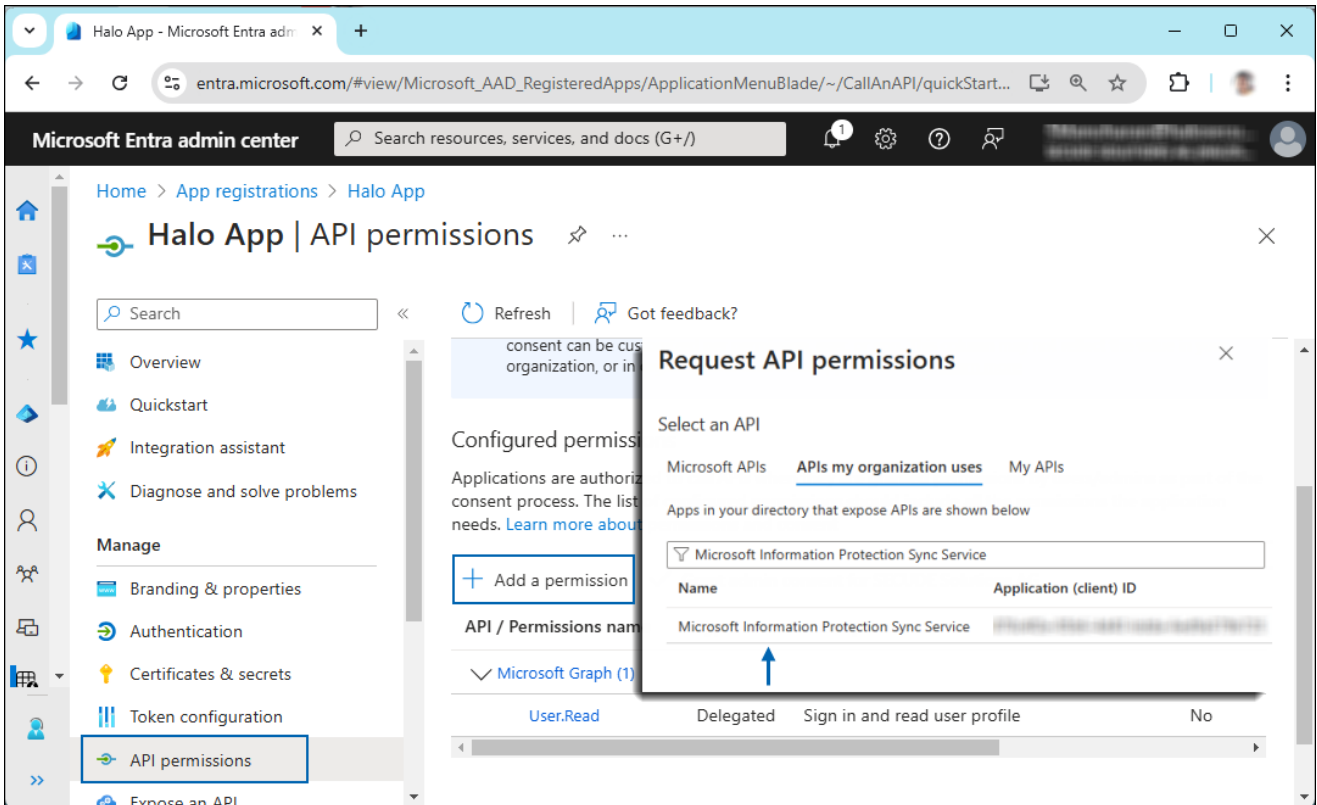 Halo App - Microsoft Entra adm
entra.microsoft.com/#view/Microsoft_AAD_RegisteredApps/ApplicationMenuBlade/~/CallAnAPI/quickStart...
Microsoft Entra admin center
Search resources, services, and docs (G+/)
1
Home > App registrations > Halo App
Halo App | API permissions
Search
Refresh
Got feedback?
Overview
Quickstart
Integration assistant
Diagnose and solve problems
Manage
Branding & properties
Authentication
Certificates & secrets
Token configuration
API permissions
Expose an API
consent can be cus
organization, or in
Configured permissi
Applications are authoriz
consent process. The list
needs. Learn more about
Add a permission
API / Permissions nam
Microsoft Graph (1)
User.Read Delegated Sign in and read user profile No
Request API permissions
Select an API
Microsoft APIs APIs my organization uses My APIs
Apps in your directory that expose APIs are shown below
Microsoft Information Protection Sync Service
Name Application (client) ID
Microsoft Information Protection Sync Service